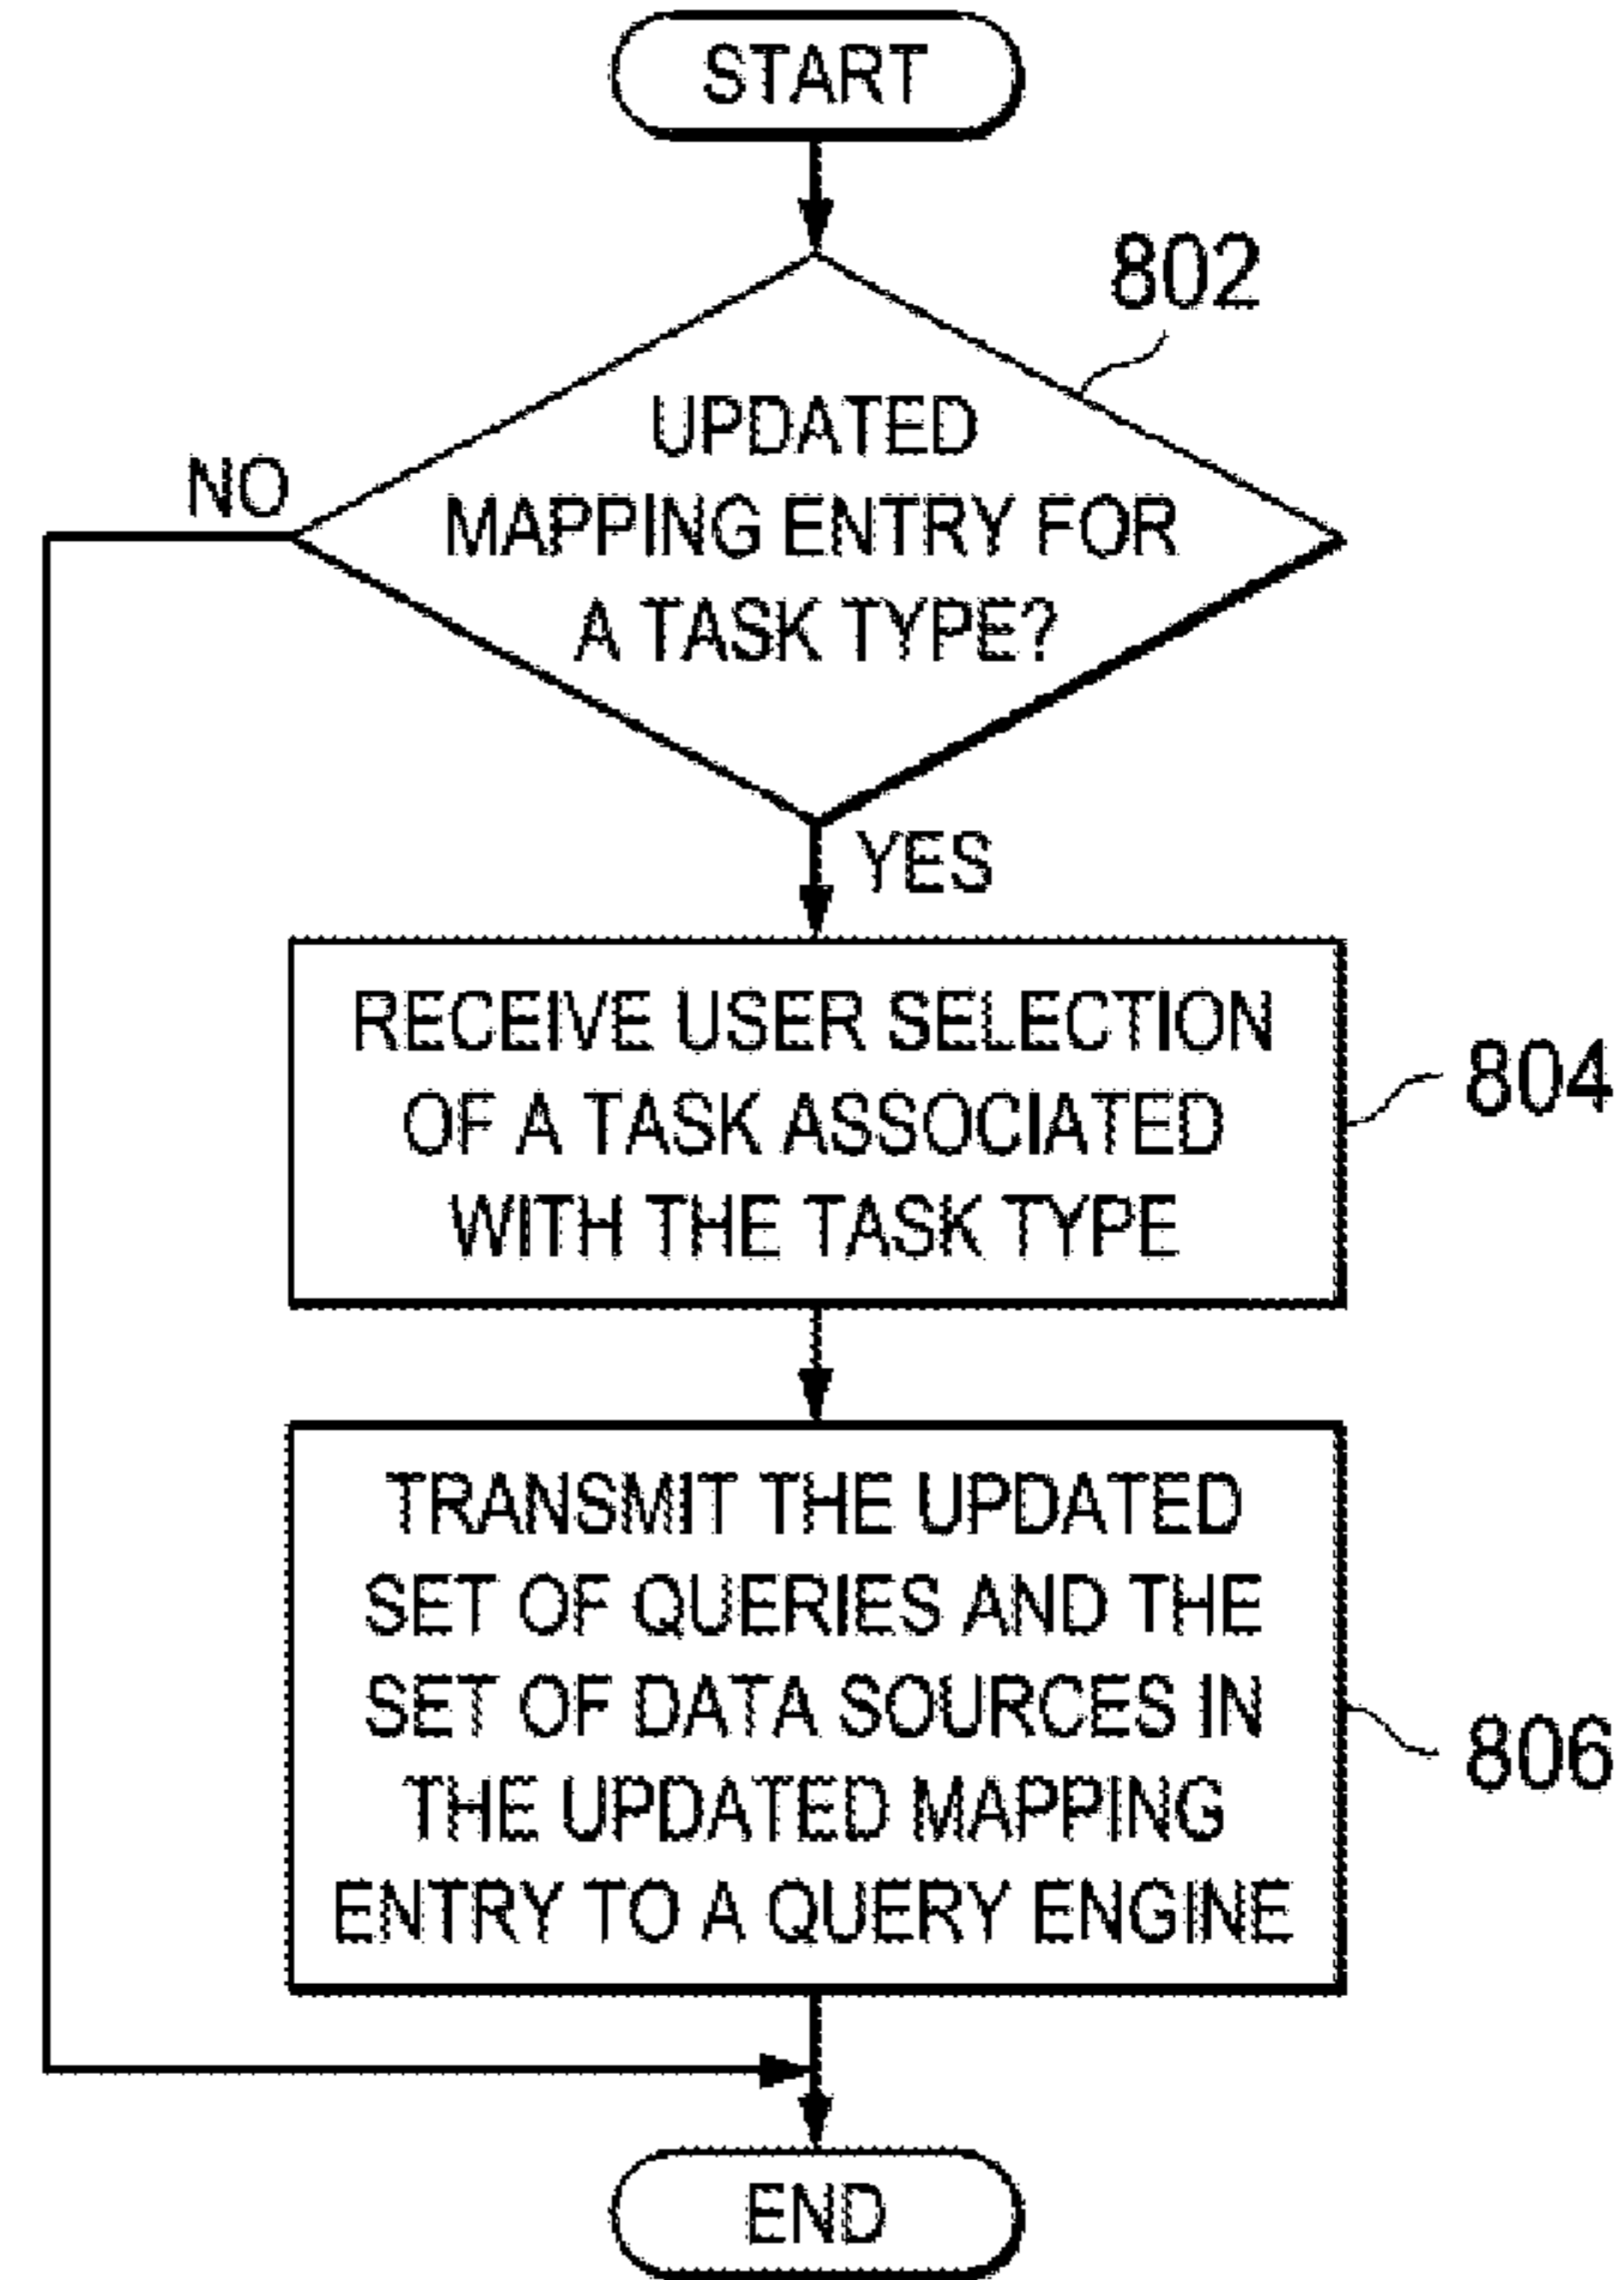 START
802
UPDATED
MAPPING ENTRY FOR
A TASK TYPE?
NO
YES
RECEIVE USER SELECTION
OF A TASK ASSOCIATED
WITH THE TASK TYPE
804
TRANSMIT THE UPDATED
SET OF QUERIES AND THE
SET OF DATA SOURCES IN
THE UPDATED MAPPING
ENTRY TO A QUERY ENGINE
806
END